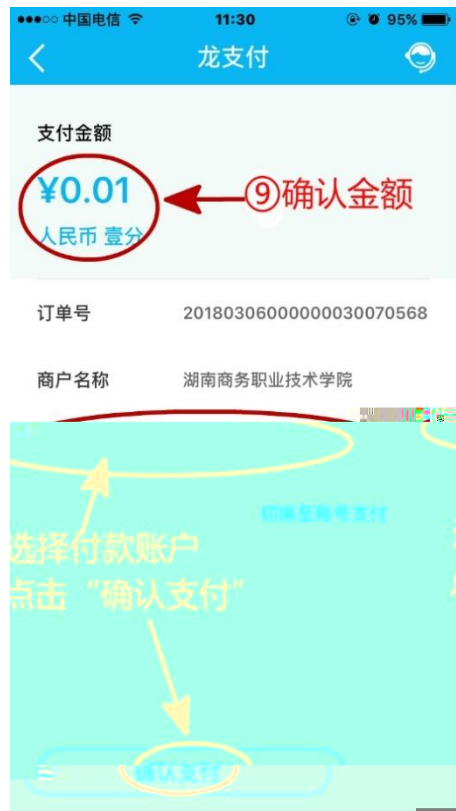 中国电信 11:30 95%
龙支付
支付金额
¥0.01
⑨确认金额
人民币 壹分
订单号 20180306000000030070568
商户名称 湖南商务职业技术学院
切换至账号支付
选择付款账户
点击“确认支付”
确认支付